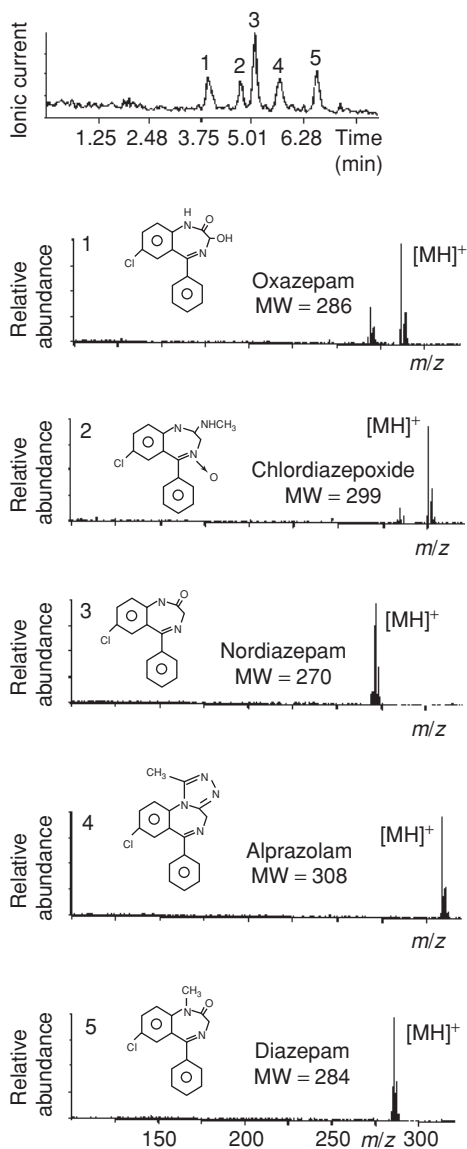 Ionic current
1
2
3
4
5
1.25 2.48 3.75 5.01 6.28 Time
(min)
Relative
abundance
1
H
N
O
OH
N
Cl
Oxazepam
MW = 286
[MH]+
m/z
Relative
abundance
2
N
NHCH3
N
O
Cl
Chlordiazepoxide
MW = 299
[MH]+
m/z
Relative
abundance
3
N
O
N
Cl
Nordiazepam
MW = 270
[MH]+
m/z
Relative
abundance
4
CH3
N
N
N
N
Cl
Alprazolam
MW = 308
[MH]+
m/z
Relative
abundance
5
CH3
N
O
N
Cl
Diazepam
MW = 284
[MH]+
150 200 250 m/z 300